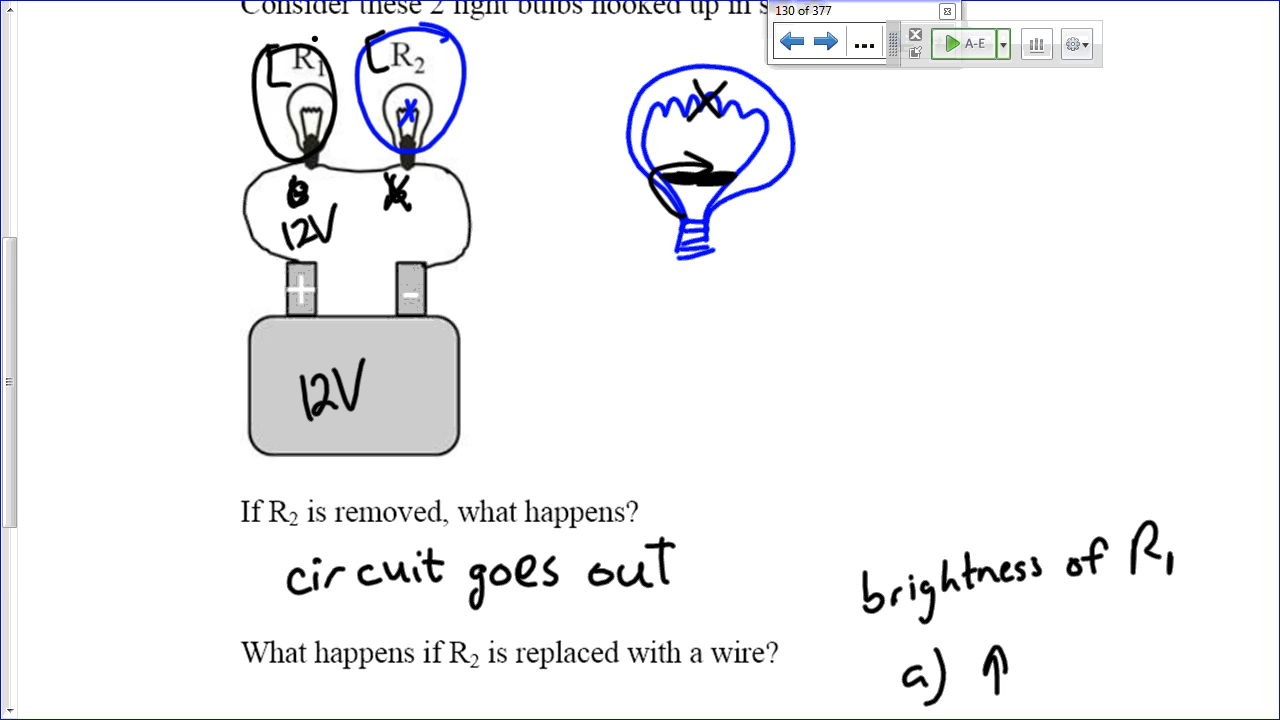 Consider these 2 light bulbs hooked up in s
130 of 377
... A-E
R₁ R₂
12V
+ -
12V
If R₂ is removed, what happens?
circuit goes out
brightness of R₁
What happens if R₂ is replaced with a wire?
a) ↑